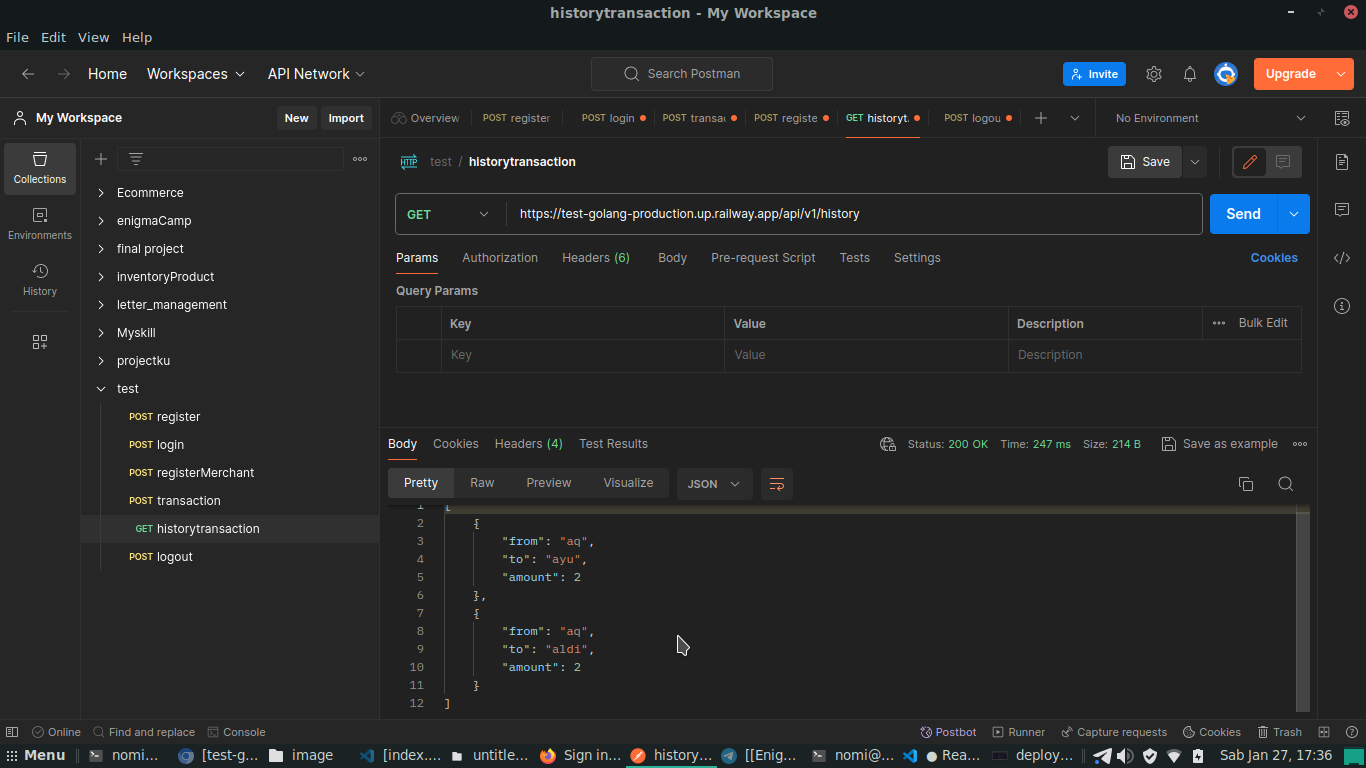 historytransaction - My Workspace
File Edit View Help
Home Workspaces API Network Search Postman Invite Upgrade
My Workspace New Import
Overview POST register POST login POST transac POST registe GET historyt. POST logou No Environment
Collections
Environments
History
Ecommerce
enigmaCamp
final project
inventoryProduct
letter_management
Myskill
projectku
test
POST register
POST login
POST registerMerchant
POST transaction
GET historytransaction
POST logout
HTTP test / historytransaction Save
GET https://test-golang-production.up.railway.app/api/v1/history Send
Params Authorization Headers (6) Body Pre-request Script Tests Settings Cookies
Query Params
Key Value Description Bulk Edit
Key Value Description
Body Cookies Headers (4) Test Results Status: 200 OK Time: 247 ms Size: 214 B Save as example
Pretty Raw Preview Visualize JSON
1 [
2 {
3 "from": "aq",
4 "to": "ayu",
5 "amount": 2
6 },
7 {
8 "from": "aq",
9 "to": "aldi",
10 "amount": 2
11 }
12 ]
Online Find and replace Console Postbot Runner Capture requests Cookies Trash
Menu nomi... [test-g... image [index.... untitle... Sign in... history... [[Enig... nomi@... Rea... deploy... Sab Jan 27, 17:36